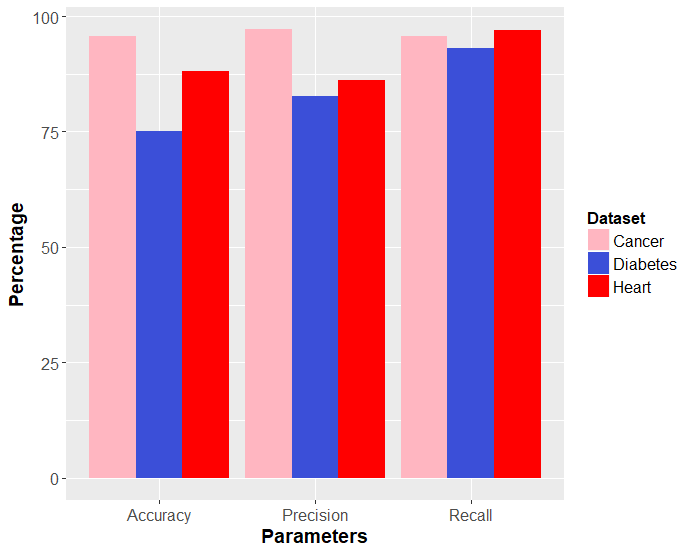 100
75
50
25
0
Percentage
Accuracy
Precision
Recall
Parameters
Dataset
Cancer
Diabetes
Heart